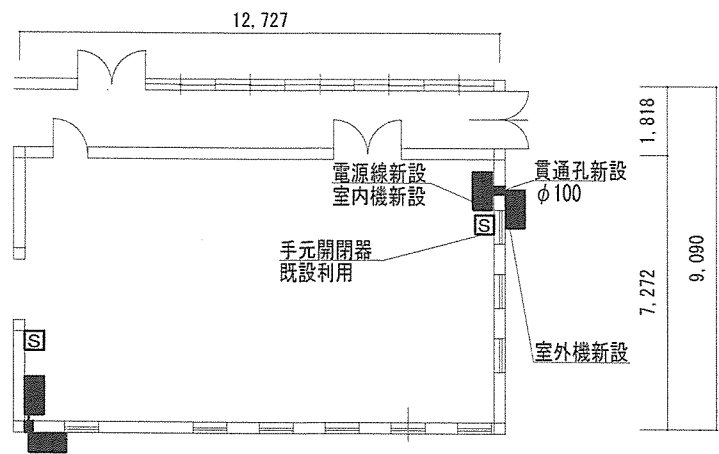 12,727
1,818
9,090
7,272
電源線新設
室内機新設
貫通孔新設
φ100
S
手元開閉器
既設利用
室外機新設
S